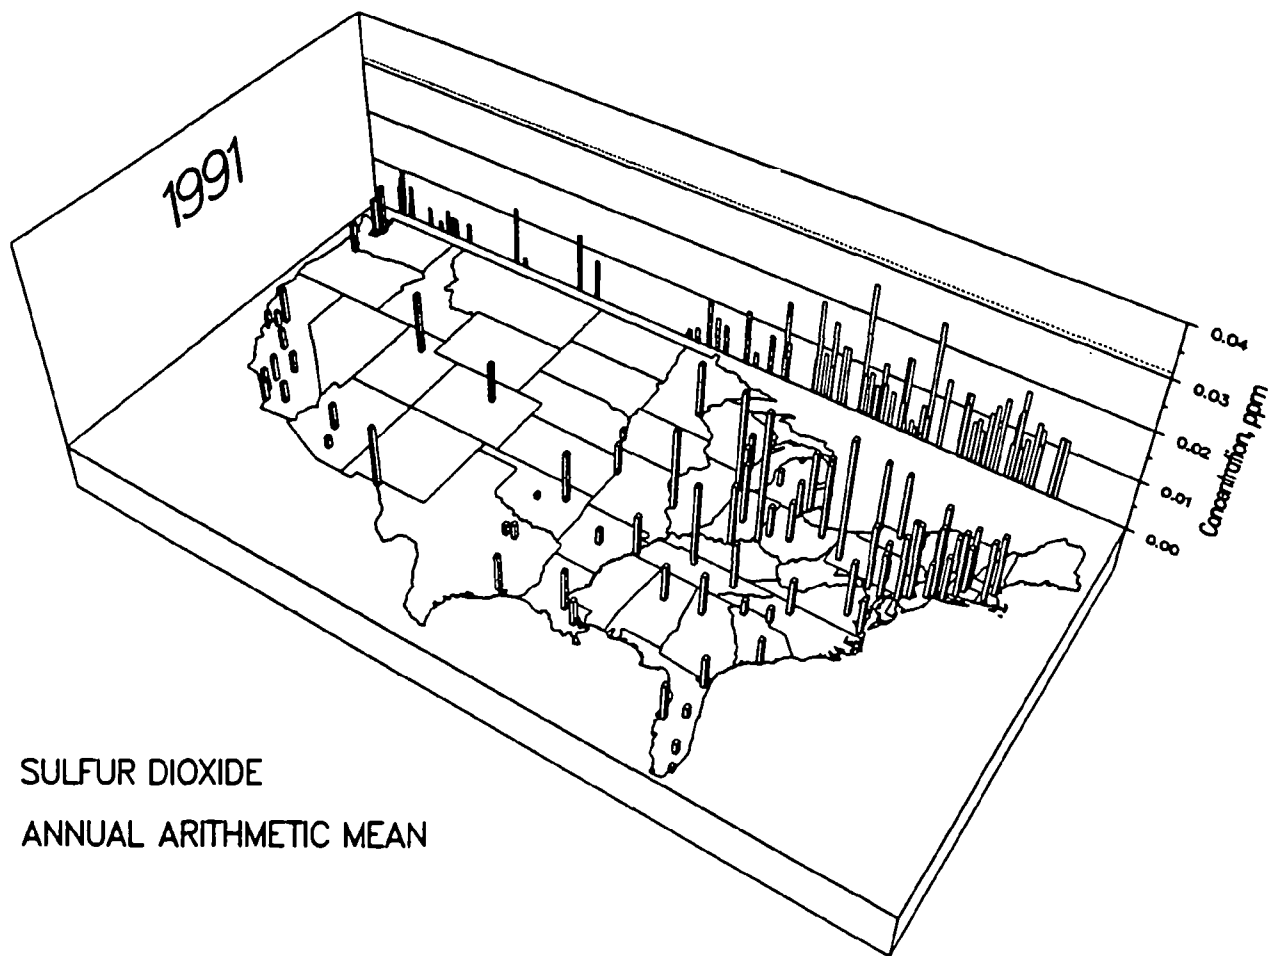 1991
0.04
0.03
0.02
0.01
0.00
Concentration, ppm
SULFUR DIOXIDE
ANNUAL ARITHMETIC MEAN